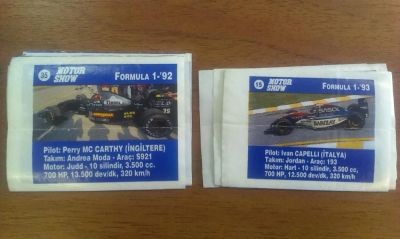 35
MOTOR
SHOW
FORMULA 1-'92
Pilot: Perry MC CARTHY (İNGİLTERE)
Takım: Andrea Moda - Araç: S921
Motor: Judd - 10 silindir, 3.500 cc.
700 HP, 13.500 dev/dk, 320 km/h
15
MOTOR
SHOW
FORMULA 1-'93
Pilot: Ivan CAPELLI (İTALYA)
Takım: Jordan - Araç: 193
Motor: Hart - 10 silindir, 3.500 cc.
700 HP, 12.500 dev/dk, 320 km/h
BARCLAY